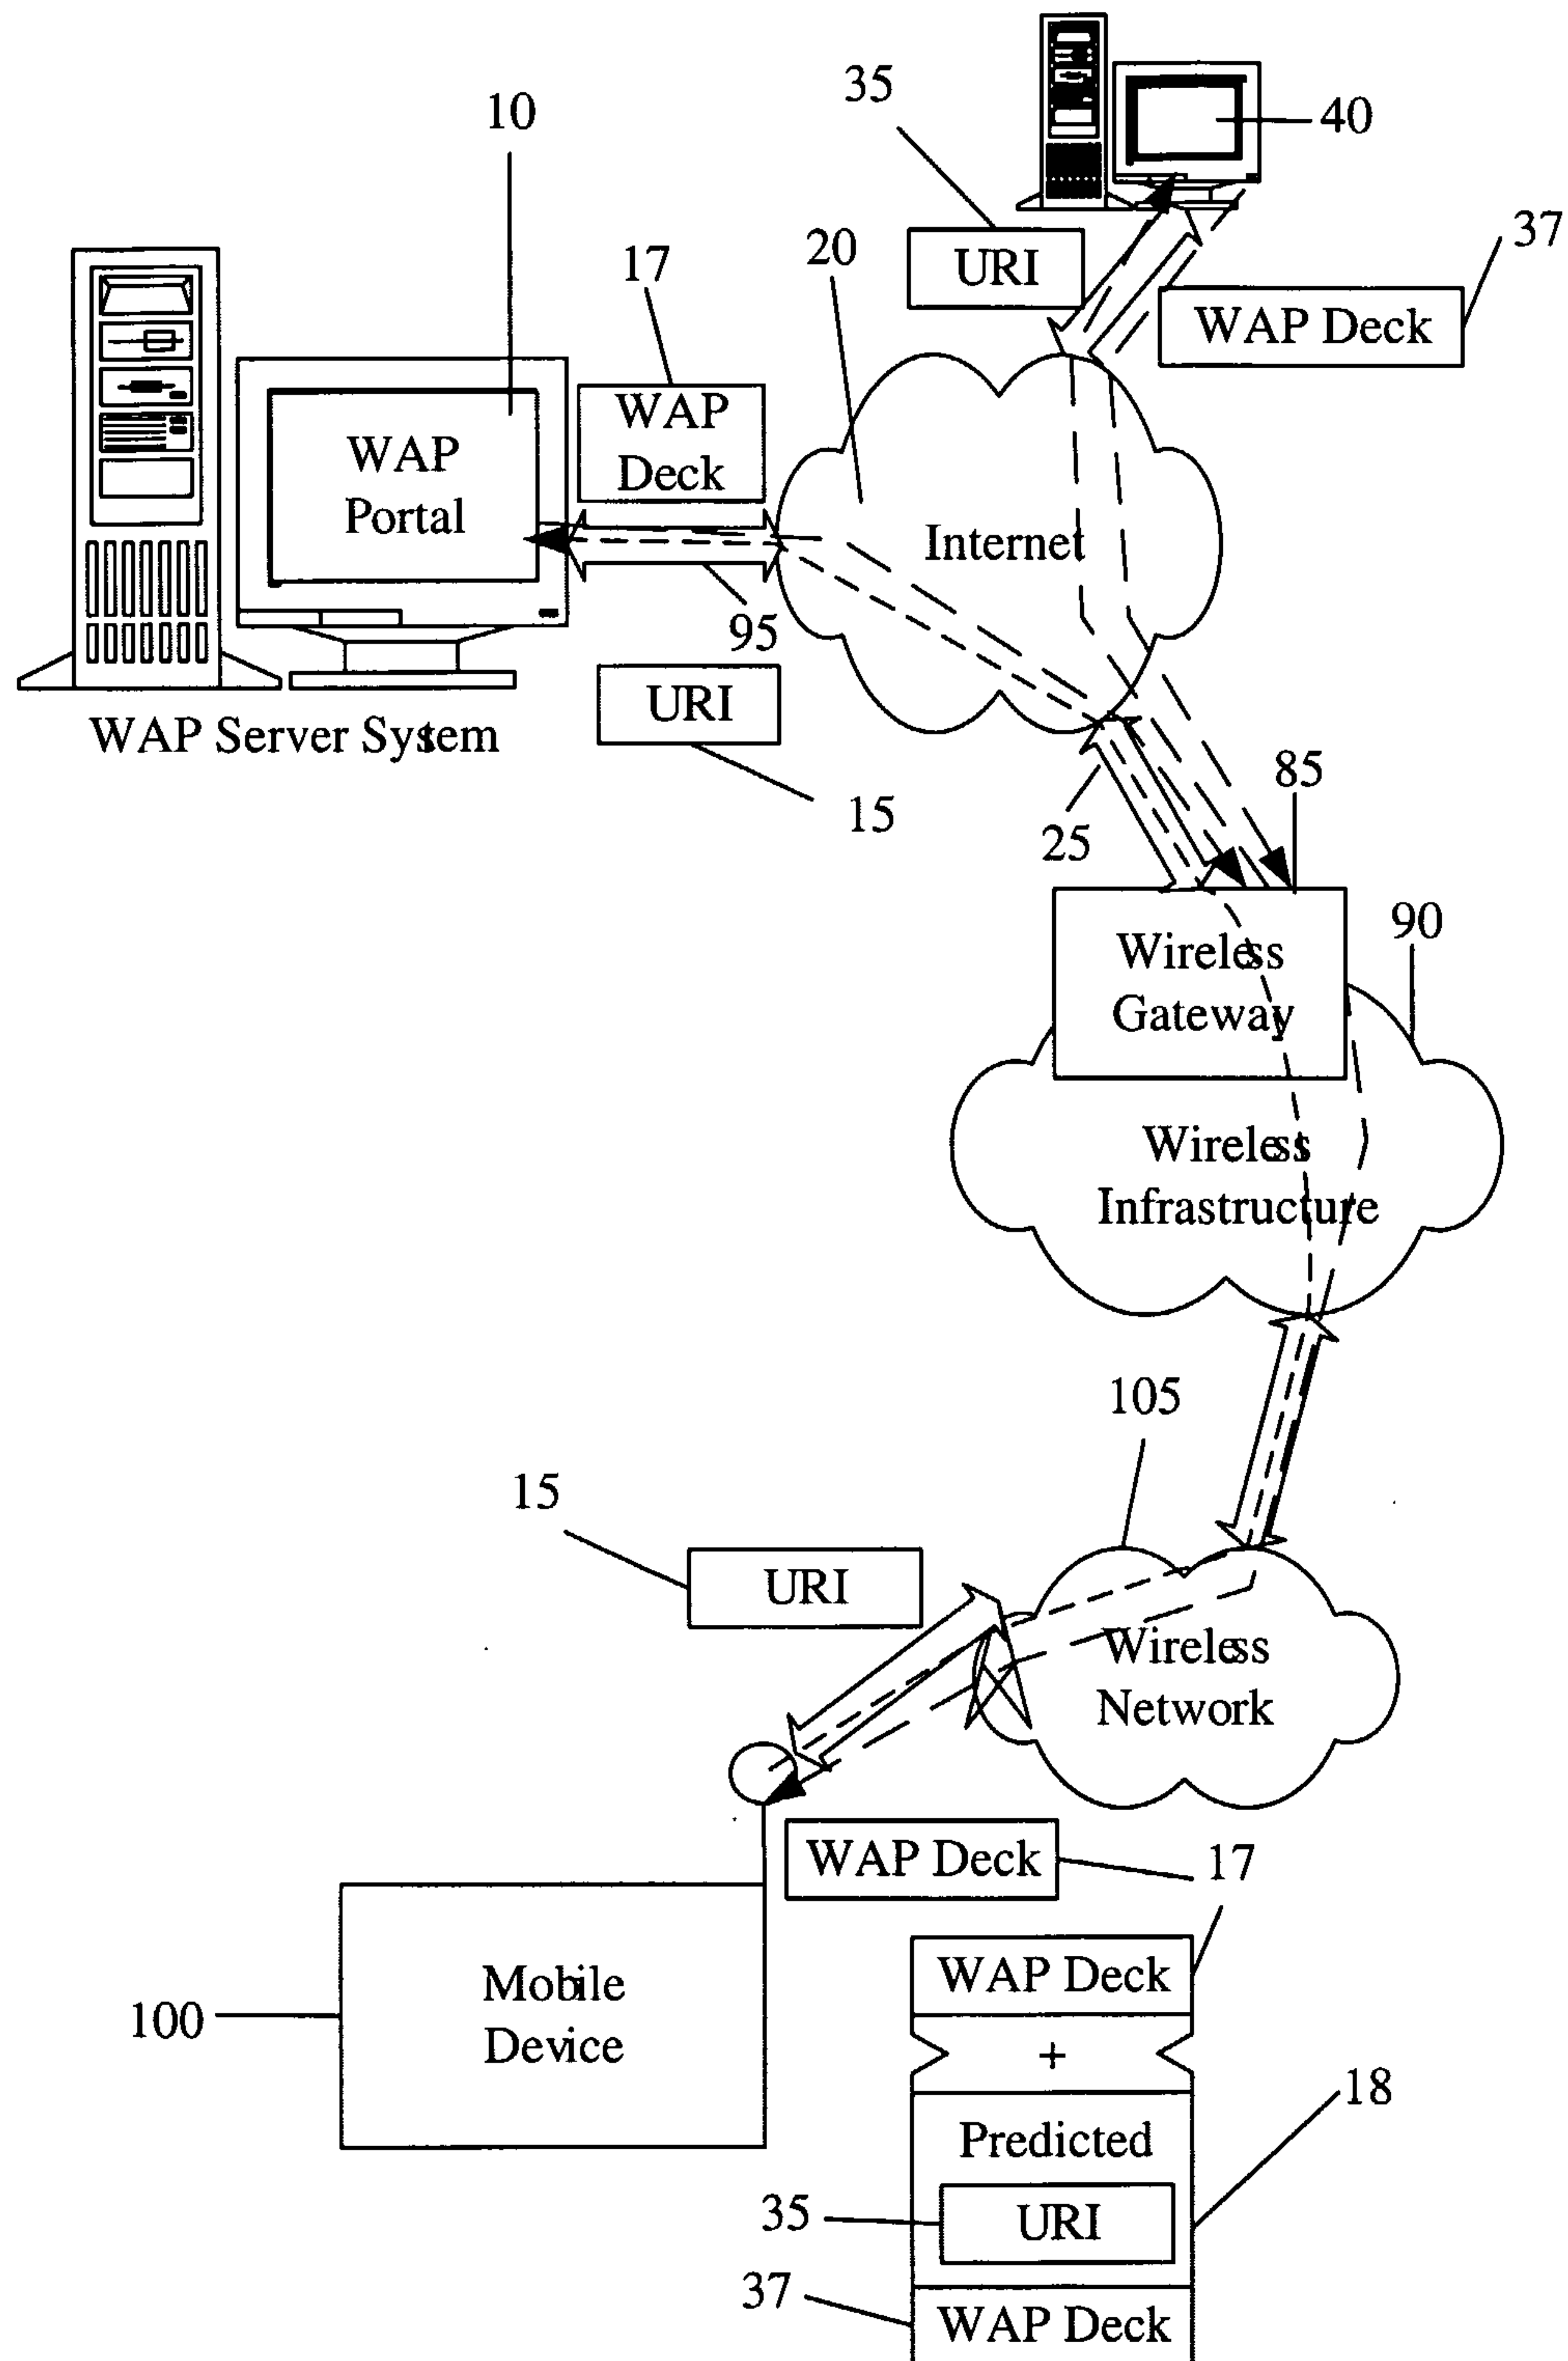 35
40
10
37
20
17
URI
WAP Deck
WAP
Deck
WAP
Portal
Internet
95
URI
WAP Server System
85
15
25
90
Wireless
Gateway
Wireless
Infrastructure
105
15
URI
Wireless
Network
WAP Deck
17
WAP Deck
Mobile
Device
100
+
18
Predicted
35
URI
37
WAP Deck